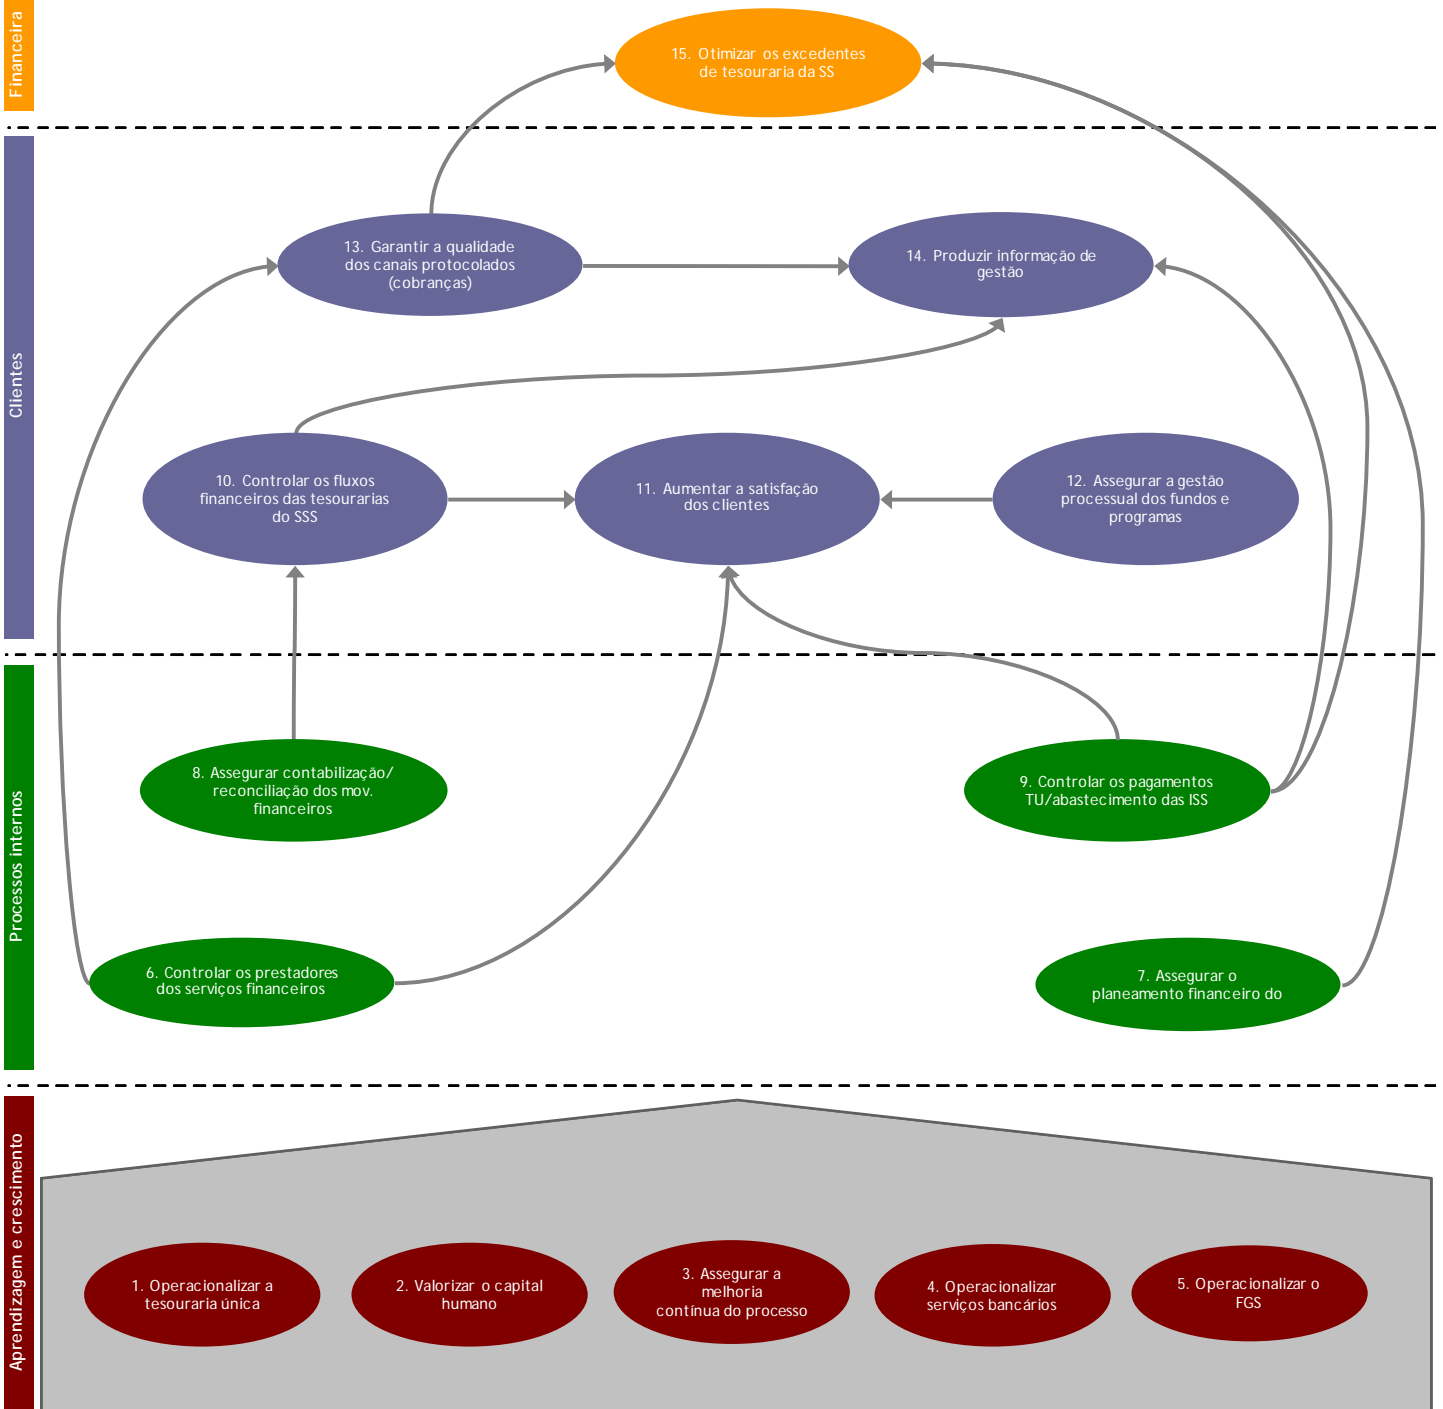 Financeira
15. Otimizar os excedentes
de tesouraria da SS
Clientes
13. Garantir a qualidade
dos canais protocolados
(cobranças)
14. Produzir informação de
gestão
10. Controlar os fluxos
financeiros das tesourarias
do SSS
11. Aumentar a satisfação
dos clientes
12. Assegurar a gestão
processual dos fundos e
programas
Processos internos
8. Assegurar contabilização/
reconciliação dos mov.
financeiros
9. Controlar os pagamentos
TU/abastecimento das ISS
6. Controlar os prestadores
dos serviços financeiros
7. Assegurar o
planeamento financeiro do
Aprendizagem e crescimento
1. Operacionalizar a
tesouraria única
2. Valorizar o capital
humano
3. Assegurar a
melhoria
contínua do processo
4. Operacionalizar
serviços bancários
5. Operacionalizar o
FGS